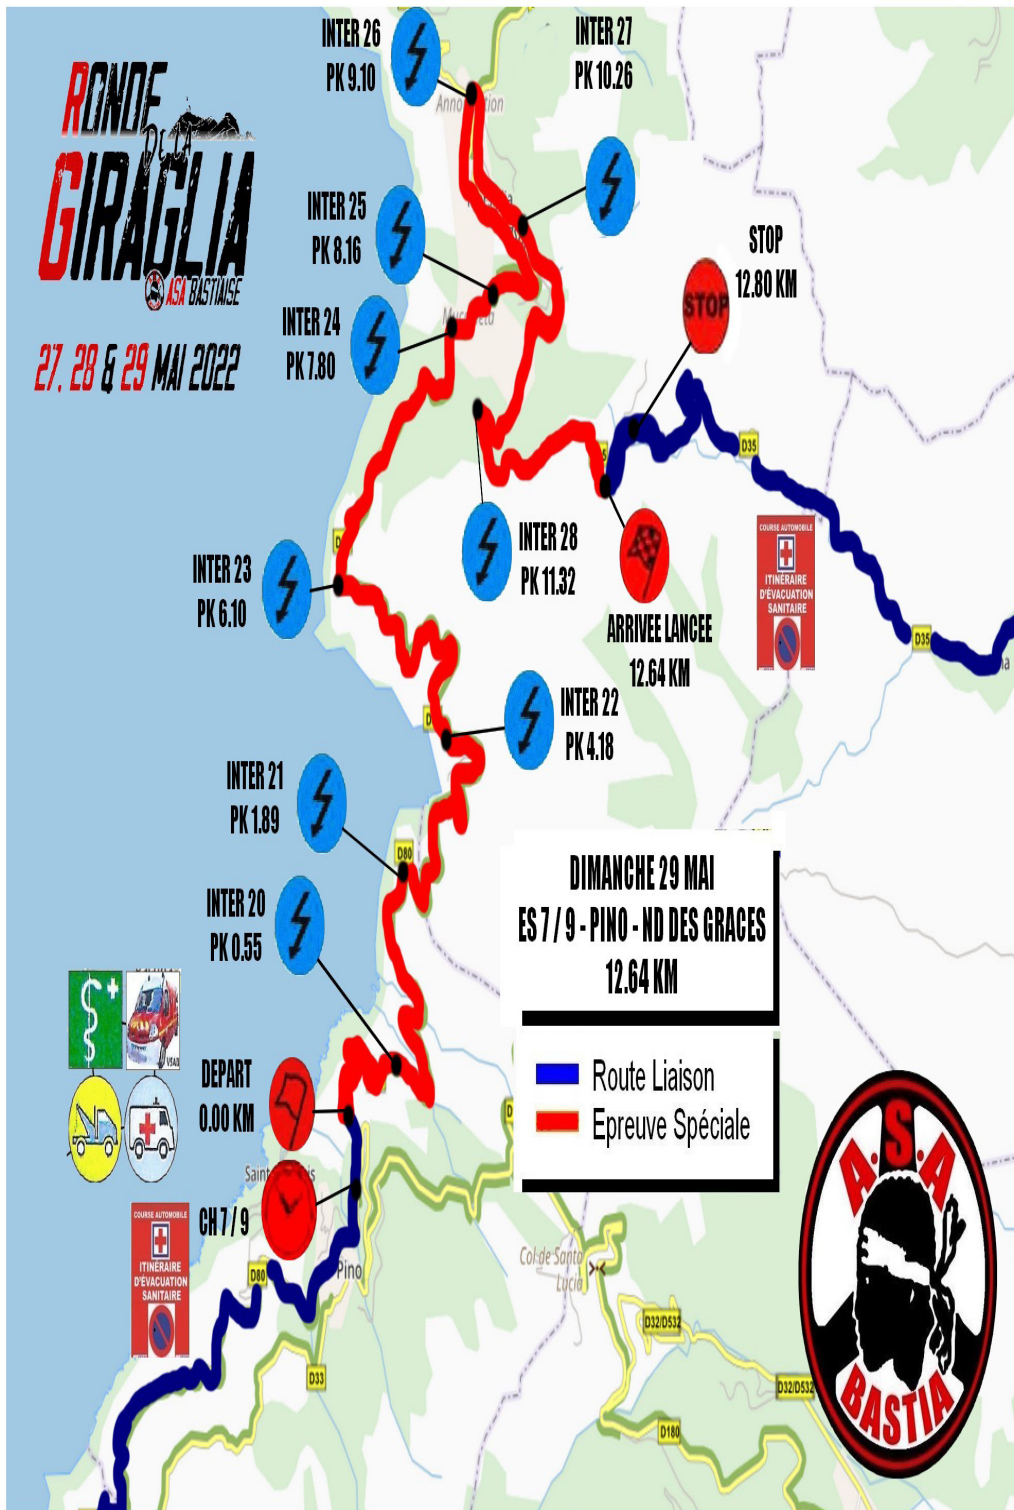 RONDE
DE LA
GIRAGLIA
ASA BASTIAISE
27, 28 & 29 MAI 2022
INTER 26
PK 9.10
INTER 27
PK 10.26
INTER 25
PK 8.16
INTER 24
PK 7.80
STOP
12.80 KM
STOP
D35
INTER 23
PK 6.10
INTER 28
PK 11.32
ARRIVEE LANCEE
12.64 KM
COURSE AUTOMOBILE
ITINÉRAIRE
D'ÉVACUATION
SANITAIRE
D35
INTER 22
PK 4.18
INTER 21
PK 1.89
D80
INTER 20
PK 0.55
DIMANCHE 29 MAI
ES 7 / 9 - PINO - ND DES GRACES
12.64 KM
Route Liaison
Epreuve Spéciale
DEPART
0.00 KM
CH 7 / 9
Pino
D80
COURSE AUTOMOBILE
ITINÉRAIRE
D'ÉVACUATION
SANITAIRE
Col de Santa
Lucia
D32/D532
D33
D32/D532
D180
A.S.A
BASTIA